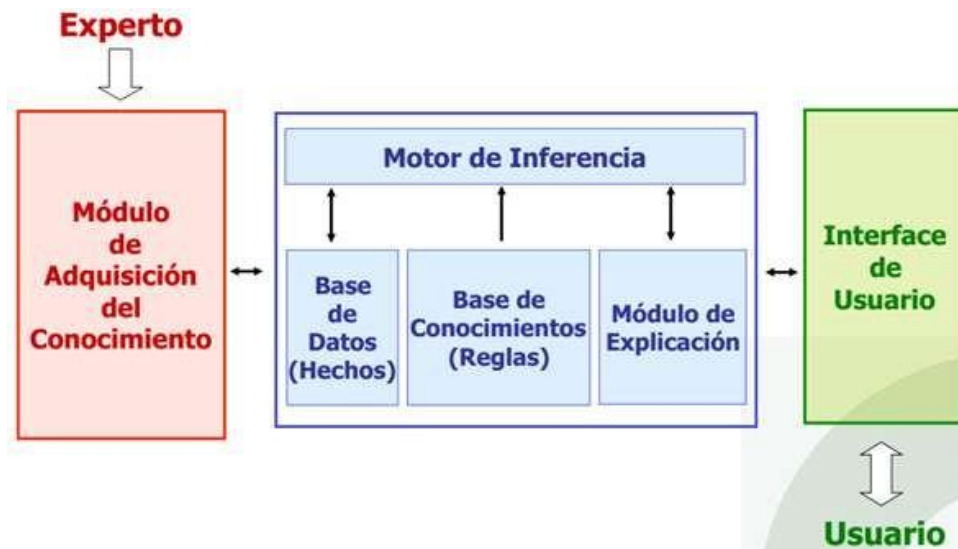 Experto
Módulo
de
Adquisición
del
Conocimiento
Motor de Inferencia
Base
de
Datos
(Hechos)
Base de
Conocimientos
(Reglas)
Módulo de
Explicación
Interface
de
Usuario
Usuario